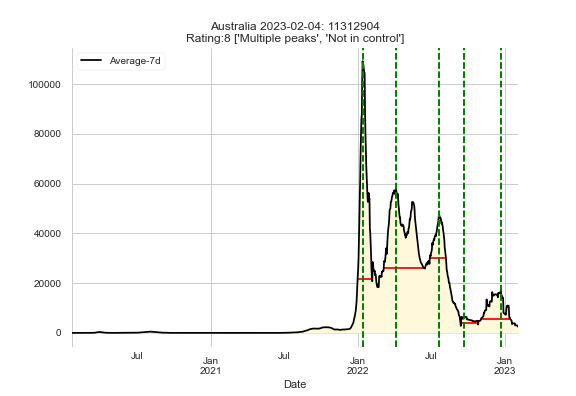 Australia 2023-02-04: 11312904
Rating:8 ['Multiple peaks', 'Not in control']
Average-7d
100000
80000
60000
40000
20000
0
Jul
Jan
2021
Jul
Jan
2022
Jul
Jan
2023
Date